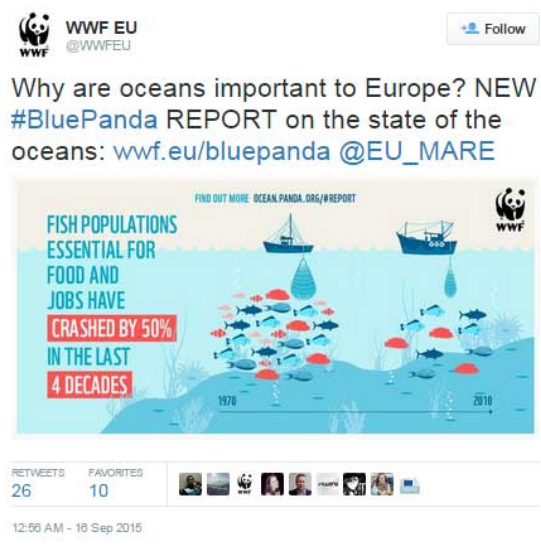 WWF EU
@WWFEU
Follow
Why are oceans important to Europe? NEW
#BluePanda REPORT on the state of the
oceans: wwf.eu/bluepanda @EU_MARE
FIND OUT MORE OCEAN.PANDA.ORG/#REPORT
WWF
FISH POPULATIONS
ESSENTIAL FOR
FOOD AND
JOBS HAVE
CRASHED BY 50%
IN THE LAST
4 DECADES
1970
2010
RETWEETS
FAVORITES
26
10
12:56 AM - 16 Sep 2015